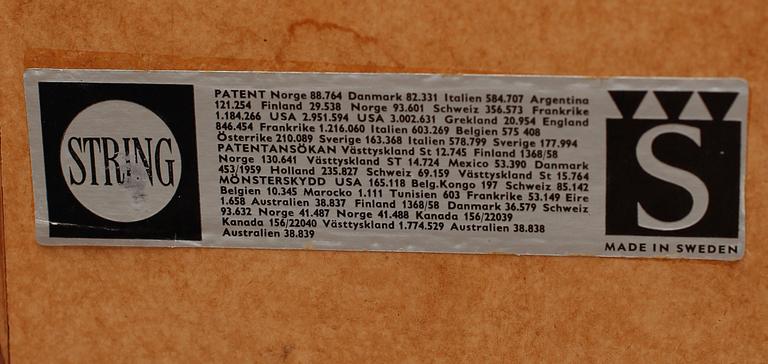 STRING
PATENT Norge 88.764 Danmark 82.331 Italien 584.707 Argentina
121.254 Finland 29.538 Norge 93.601 Schweiz 356.573 Frankrike
1.184.266 USA 2.951.594 USA 3.002.631 Grekland 20.954 England
846.454 Frankrike 1.216.060 Italien 603.269 Belgien 575 408
Österrike 210.089 Sverige 163.368 Italien 578.799 Sverige 177.994
PATENTANSÖKAN Västtyskland St 12.745 Finland 1368/58
Norge 130.641 Västtyskland ST 14.724 Mexico 53.390 Danmark
453/1959 Holland 235.827 Schweiz 69.159 Västtyskland St 15.764
MÖNSTERSKYDD USA 165.118 Belg.Kongo 197 Schweiz 85.142
Belgien 10.345 Marocko 1.111 Tunisien 603 Frankrike 53.149 Eire
1.658 Australien 38.837 Finland 1368/58 Danmark 36.579 Schweiz
93.632 Norge 41.487 Norge 41.488 Kanada 156/22039
Kanada 156/22040 Västtyskland 1.774.529 Australien 38.838
Australien 38.839
S
MADE IN SWEDEN